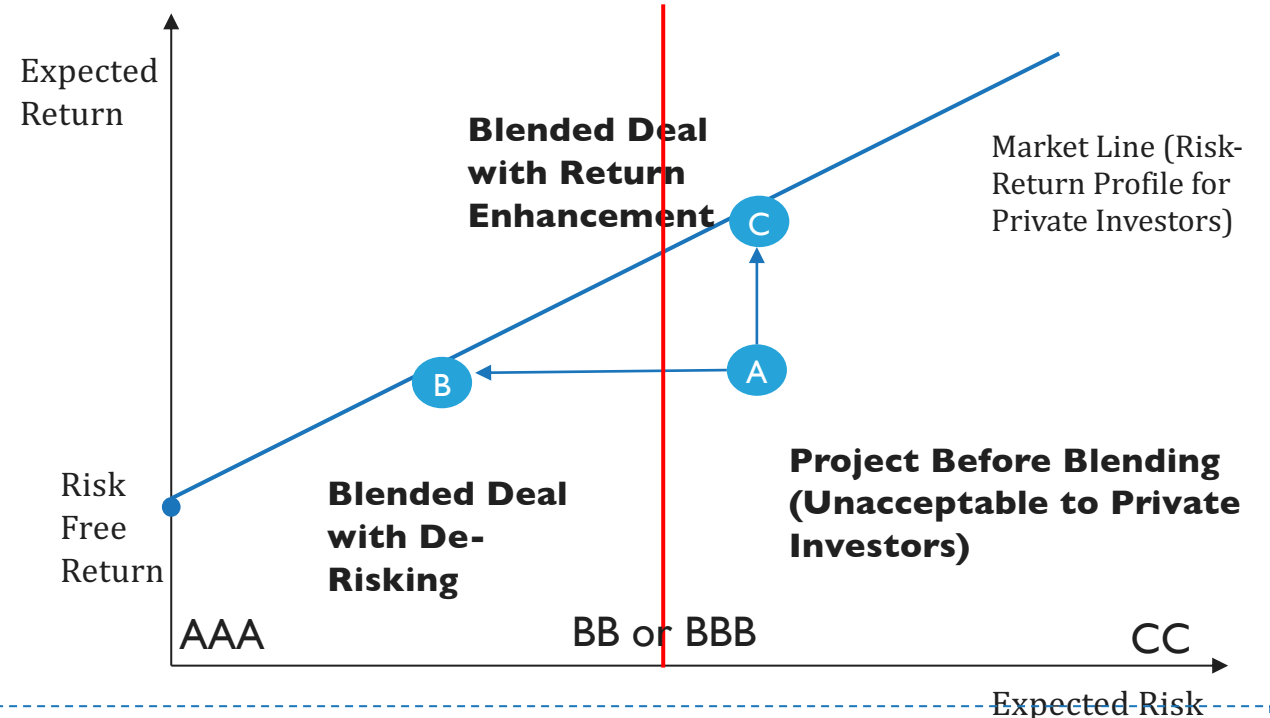 Expected
Return
Blended Deal
with Return
Enhancement
Market Line (Risk-
Return Profile for
Private Investors)
C
B
A
Project Before Blending
(Unacceptable to Private
Investors)
Risk
Free
Return
Blended Deal
with De-
Risking
AAA
BB or BBB
CC
Expected Risk